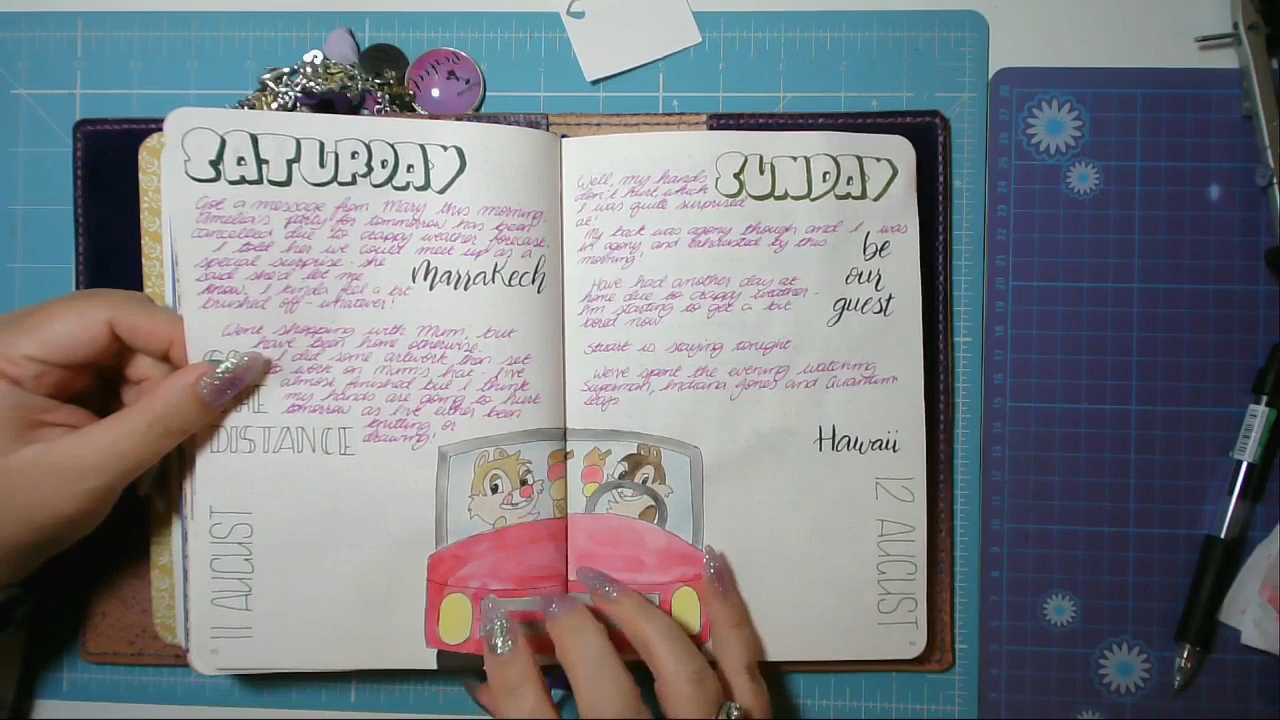 SATURDAY
Got a message from Mary this morning.
Amelia's party for tommorrow has been
cancelled due to crappy weather forecast.
I told her we could meet up as a
special surprise - she
said she'd let me
know. I kinda feel a bit
brushed off - whatever!
Marrakech
Went shopping with Mum, but
have been home otherwise.
I did some artwork then set
to work on Mum's hat. I've
almost finished but I think
my hands are going to hurt
tomorrow as I've either been
knitting or
drawing!
THE
DISTANCE
11 AUGUST
SUNDAY
Well, my hands
don't hurt which
I was quite surprised
at!
My back was agony though and I was
in agony and exhausted by this
morning!
be
our
guest
Have had another day at
home due to crappy weather -
I'm starting to get a bit
bored now.
Stuart is staying tonight
We've spent the evening watching
Superman, Indiana Jones and Quantum
Leap
Hawaii
12 AUGUST